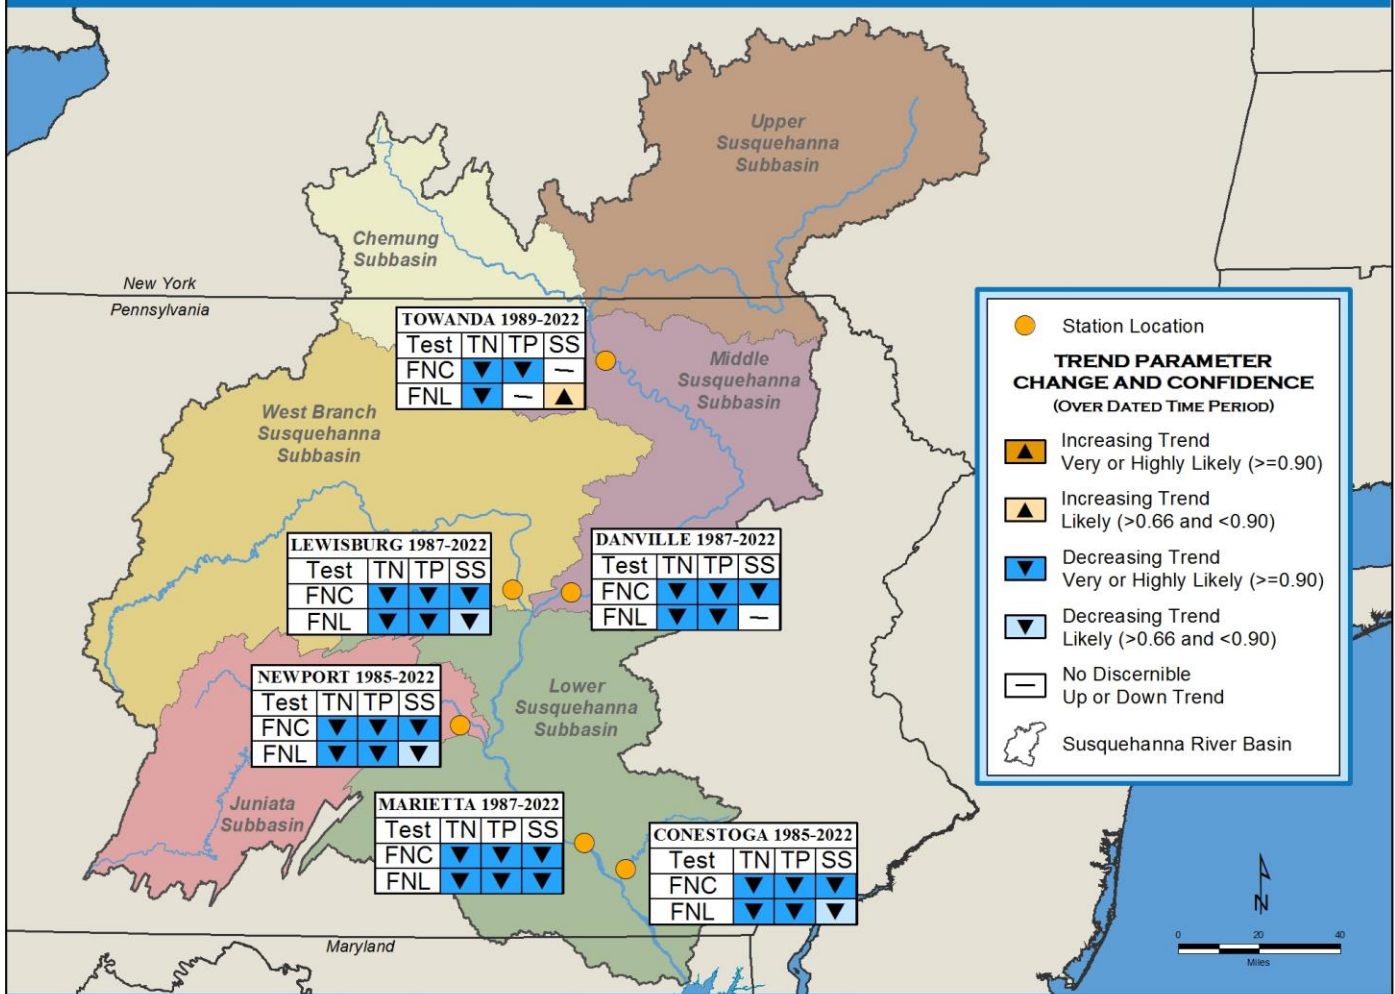 Upper
Susquehanna
Subbasin
Chemung
Subbasin
New York
Pennsylvania
TOWANDA 1989-2022
Test TN TP SS
FNC ▼ ▼ –
FNL ▼ – ▲
Middle
Susquehanna
Subbasin
West Branch
Susquehanna
Subbasin
LEWISBURG 1987-2022
Test TN TP SS
FNC ▼ ▼ ▼
FNL ▼ ▼ ▼
DANVILLE 1987-2022
Test TN TP SS
FNC ▼ ▼ ▼
FNL ▼ ▼ –
NEWPORT 1985-2022
Test TN TP SS
FNC ▼ ▼ ▼
FNL ▼ ▼ ▼
Lower
Susquehanna
Subbasin
Juniata
Subbasin
MARIETTA 1987-2022
Test TN TP SS
FNC ▼ ▼ ▼
FNL ▼ ▼ ▼
CONESTOGA 1985-2022
Test TN TP SS
FNC ▼ ▼ ▼
FNL ▼ ▼ ▼
Maryland
Station Location
TREND PARAMETER
CHANGE AND CONFIDENCE
(OVER DATED TIME PERIOD)
▲ Increasing Trend
Very or Highly Likely (>=0.90)
▲ Increasing Trend
Likely (>0.66 and <0.90)
▼ Decreasing Trend
Very or Highly Likely (>=0.90)
▼ Decreasing Trend
Likely (>0.66 and <0.90)
– No Discernible
Up or Down Trend
Susquehanna River Basin
N
0 20 40
Miles